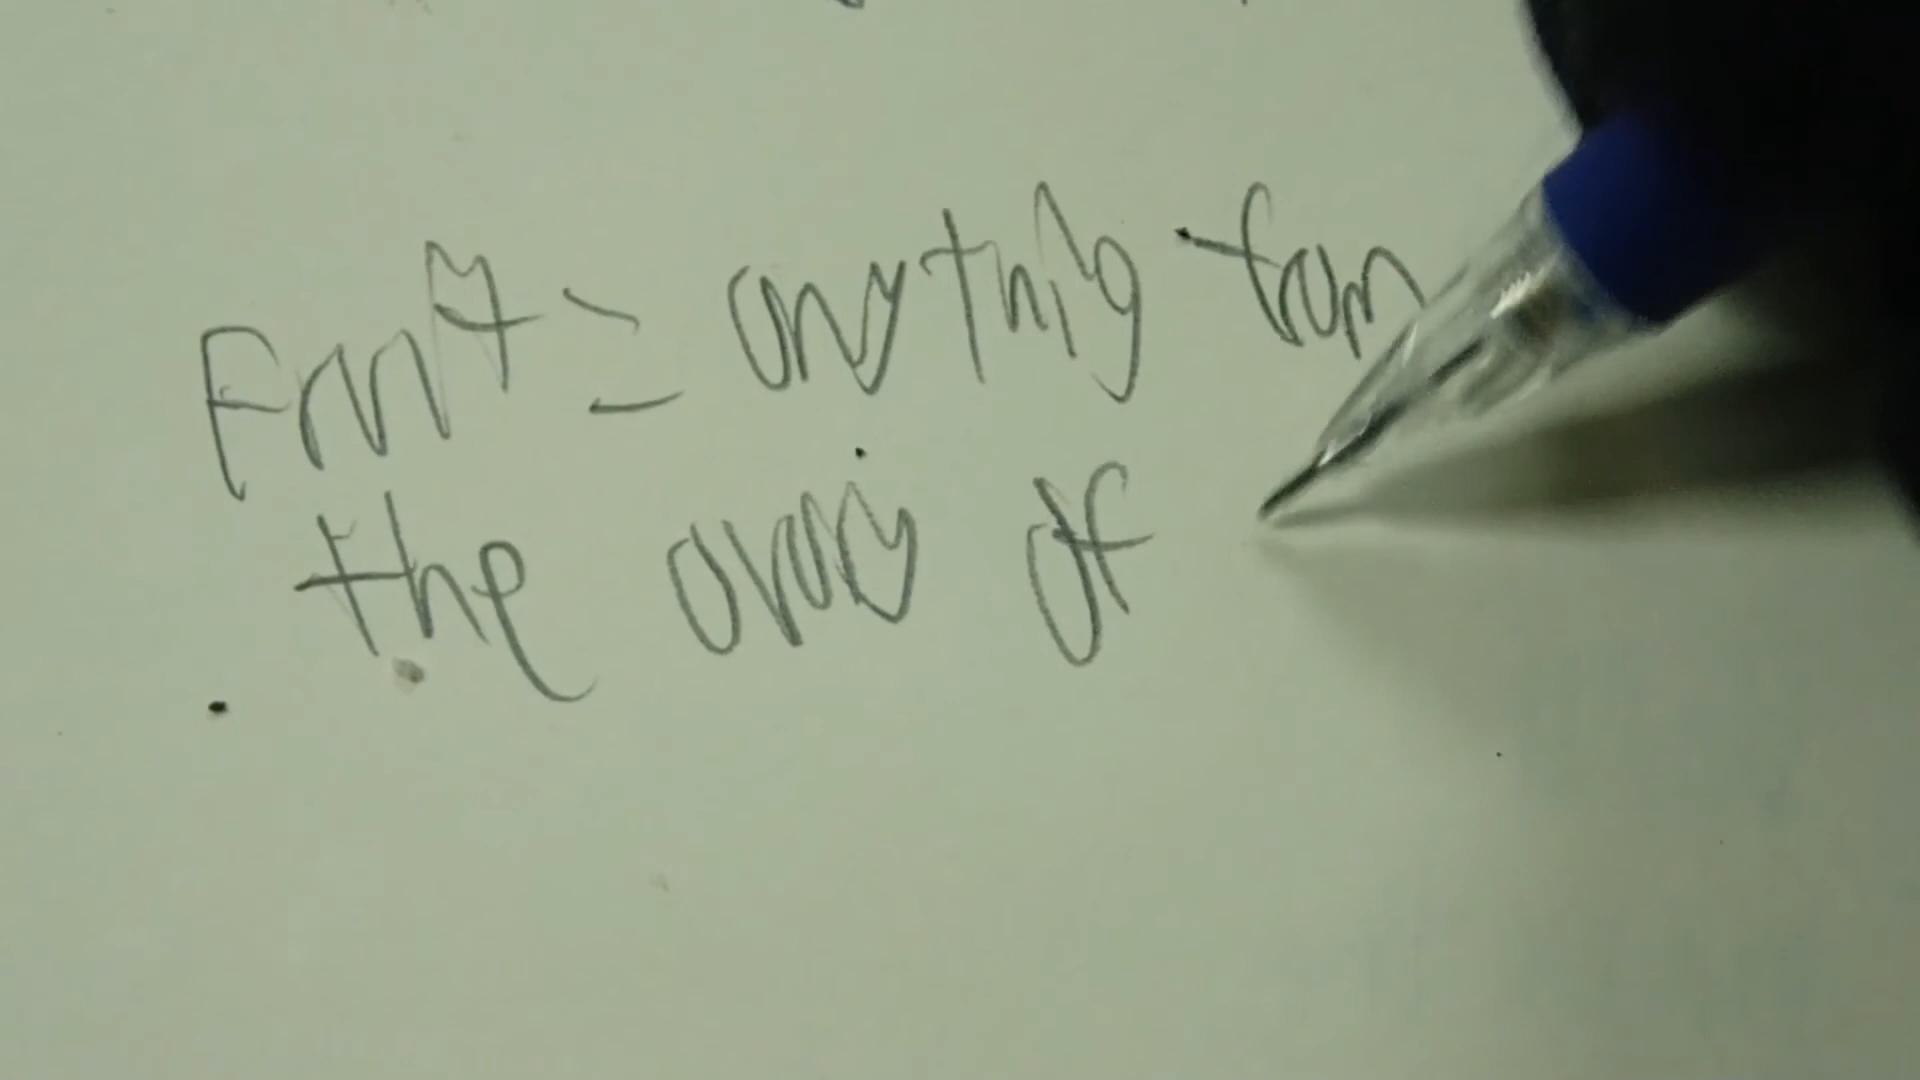 Fruit = anything from
the ovary of